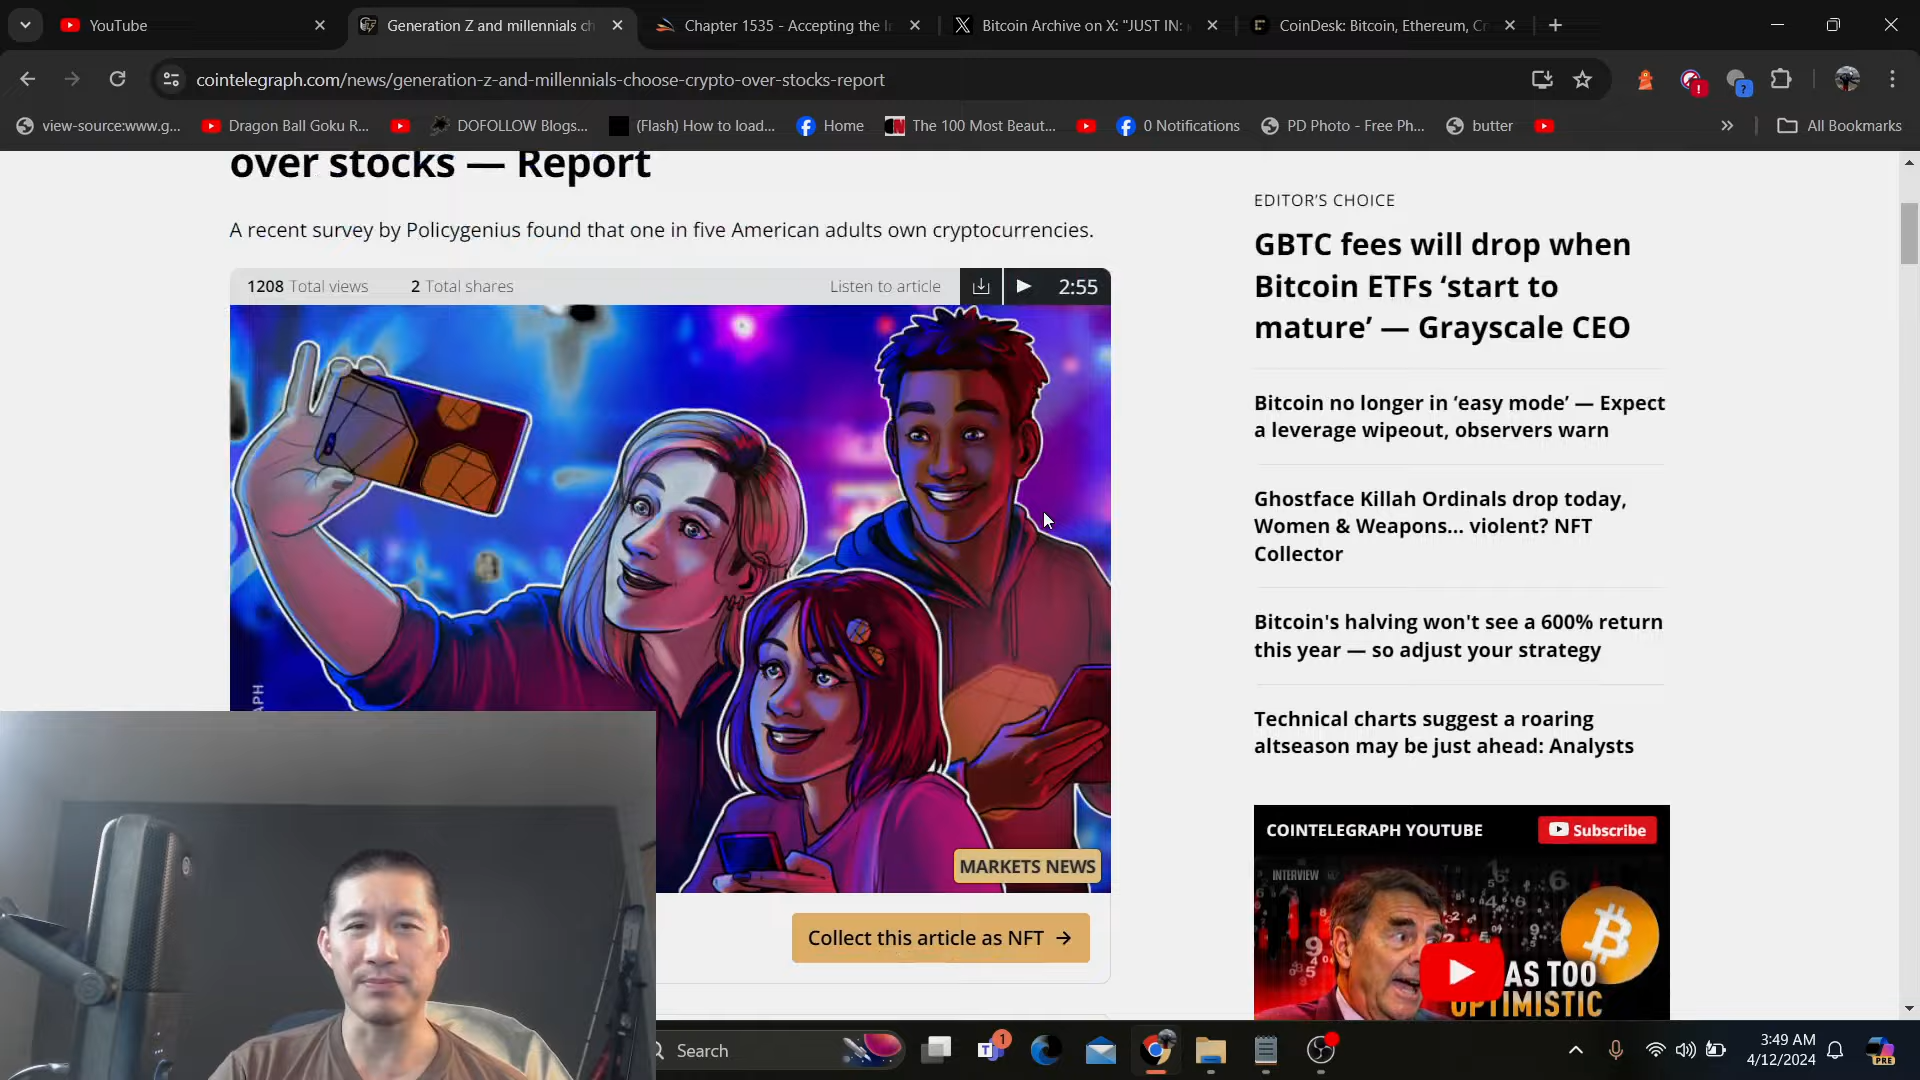 YouTube
Generation Z and millennials ch
Chapter 1535 - Accepting the I
Bitcoin Archive on X: "JUST IN:
CoinDesk: Bitcoin, Ethereum, Cr
cointelegraph.com/news/generation-z-and-millennials-choose-crypto-over-stocks-report
view-source:www.g...
Dragon Ball Goku R...
DOFOLLOW Blogs...
(Flash) How to load...
Home
The 100 Most Beaut...
0 Notifications
PD Photo - Free Ph...
butter
All Bookmarks
over stocks — Report
A recent survey by Policygenius found that one in five American adults own cryptocurrencies.
1208 Total views 2 Total shares Listen to article 2:55
MARKETS NEWS
Collect this article as NFT →
EDITOR'S CHOICE
GBTC fees will drop when
Bitcoin ETFs ‘start to
mature’ — Grayscale CEO
Bitcoin no longer in ‘easy mode’ — Expect
a leverage wipeout, observers warn
Ghostface Killah Ordinals drop today,
Women & Weapons... violent? NFT
Collector
Bitcoin's halving won't see a 600% return
this year — so adjust your strategy
Technical charts suggest a roaring
altseason may be just ahead: Analysts
COINTELEGRAPH YOUTUBE
Subscribe
INTERVIEW
AS TOO
OPTIMISTIC
Search
3:49 AM
4/12/2024
PRE